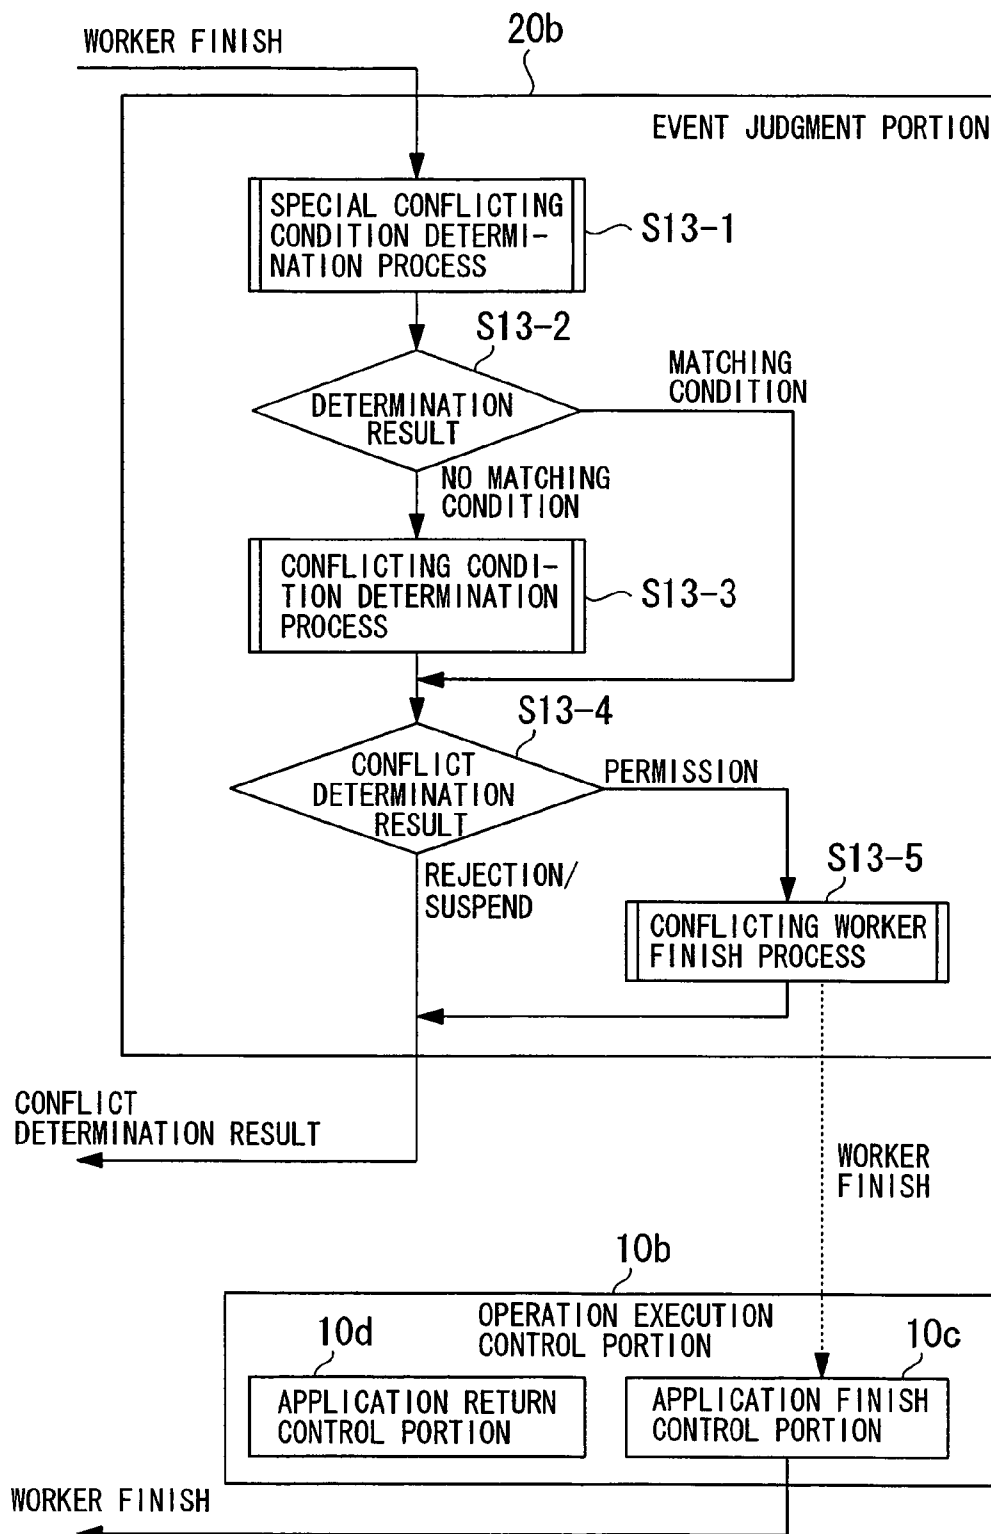 20b
WORKER FINISH
EVENT JUDGMENT PORTION
SPECIAL CONFLICTING
CONDITION DETERMI-
NATION PROCESS
S13-1
S13-2
MATCHING
CONDITION
DETERMINATION
RESULT
NO MATCHING
CONDITION
CONFLICTING CONDI-
TION DETERMINATION
PROCESS
S13-3
S13-4
CONFLICT
DETERMINATION
RESULT
PERMISSION
REJECTION/
SUSPEND
S13-5
CONFLICTING WORKER
FINISH PROCESS
CONFLICT
DETERMINATION RESULT
WORKER
FINISH
10b
OPERATION EXECUTION
CONTROL PORTION
10d
10c
APPLICATION RETURN
CONTROL PORTION
APPLICATION FINISH
CONTROL PORTION
WORKER FINISH